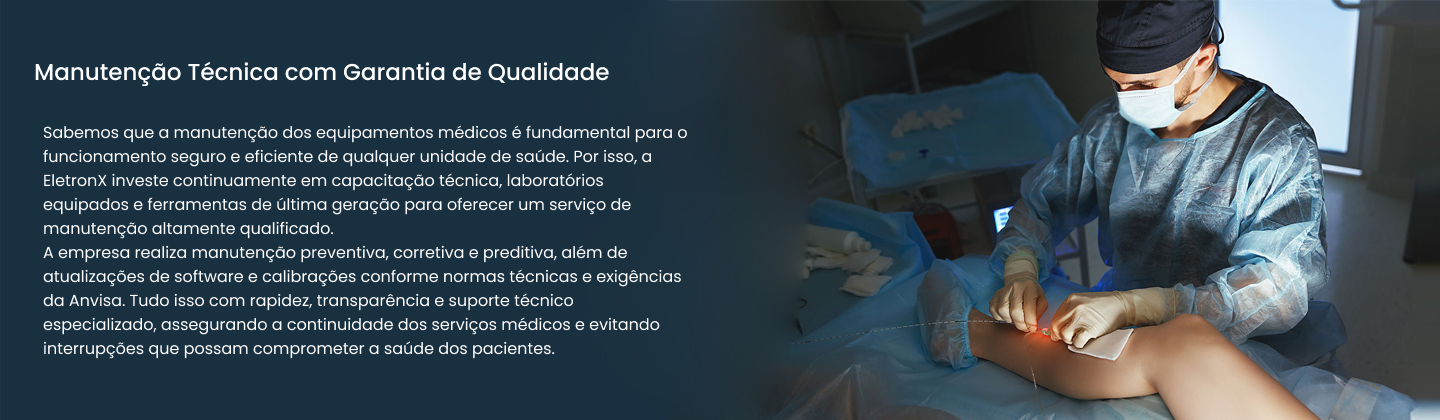 Manutenção Técnica com Garantia de Qualidade
Sabemos que a manutenção dos equipamentos médicos é fundamental para o
funcionamento seguro e eficiente de qualquer unidade de saúde. Por isso, a
EletronX investe continuamente em capacitação técnica, laboratórios
equipados e ferramentas de última geração para oferecer um serviço de
manutenção altamente qualificado.
A empresa realiza manutenção preventiva, corretiva e preditiva, além de
atualizações de software e calibrações conforme normas técnicas e exigências
da Anvisa. Tudo isso com rapidez, transparência e suporte técnico
especializado, assegurando a continuidade dos serviços médicos e evitando
interrupções que possam comprometer a saúde dos pacientes.